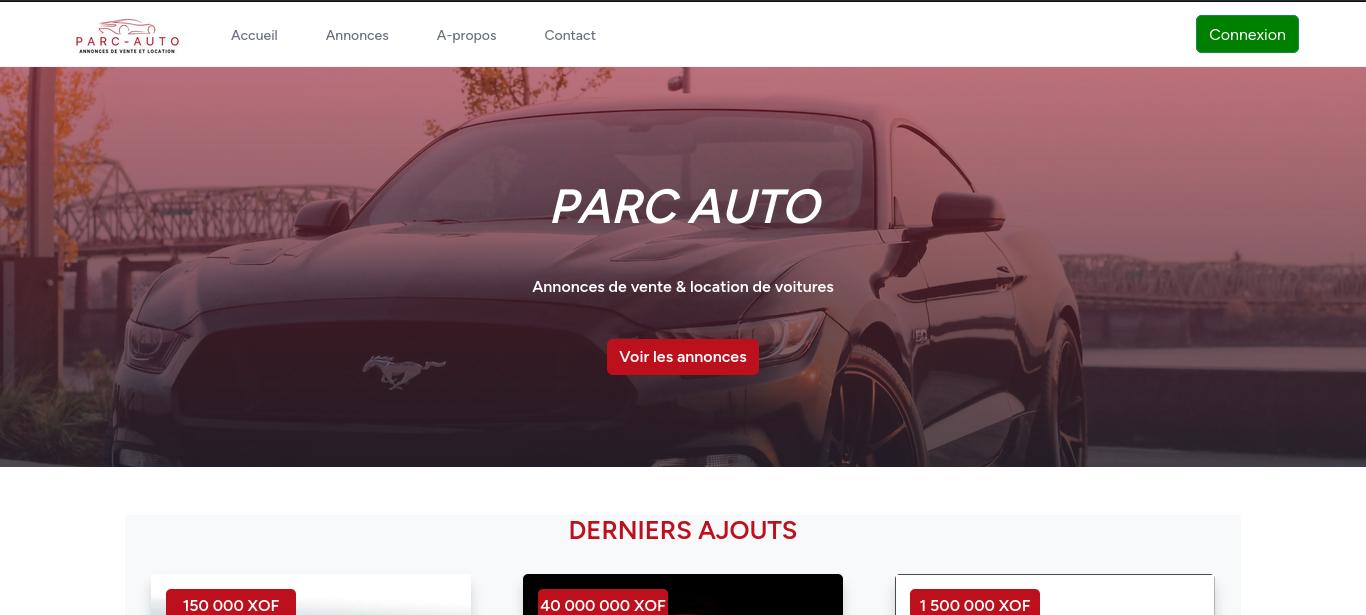 PARC-AUTO
ANNONCES DE VENTE ET LOCATION
Accueil
Annonces
A-propos
Contact
Connexion
PARC AUTO
Annonces de vente & location de voitures
Voir les annonces
DERNIERS AJOUTS
150 000 XOF
40 000 000 XOF
1 500 000 XOF